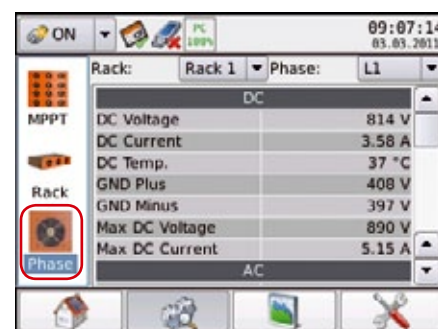 ON
PC
100%
09:07:14
03.03.2011
Rack: Rack 1 Phase: L1
DC
MPPT
DC Voltage 814 V
DC Current 3.58 A
DC Temp. 37 °C
Rack
GND Plus 408 V
GND Minus 397 V
Max DC Voltage 890 V
Max DC Current 5.15 A
Phase
AC